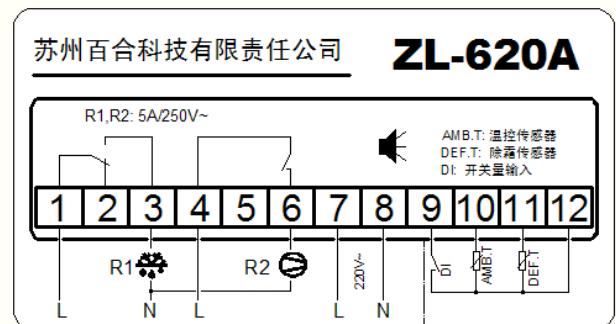 苏州百合科技有限责任公司 ZL-620A
R1,R2: 5A/250V~
AMB.T: 温控传感器
DEF.T: 除霜传感器
DI: 开关量输入
1 2 3 4 5 6 7 8 9 10 11 12
R1 R2 220V~ DI AMB.T DEF.T
L N L L N